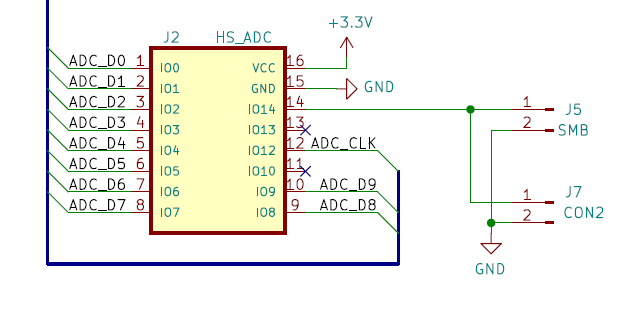 +3.3V
J2 HS_ADC
ADC_D0 1 IO0 VCC 16
ADC_D1 2 IO1 GND 15 GND
ADC_D2 3 IO2 IO14 14 1 J5
ADC_D3 4 IO3 IO13 13 2 SMB
ADC_D4 5 IO4 IO12 12 ADC_CLK
ADC_D5 6 IO5 IO10 11
ADC_D6 7 IO6 IO9 10 ADC_D9 1 J7
ADC_D7 8 IO7 IO8 9 ADC_D8 2 CON2
GND